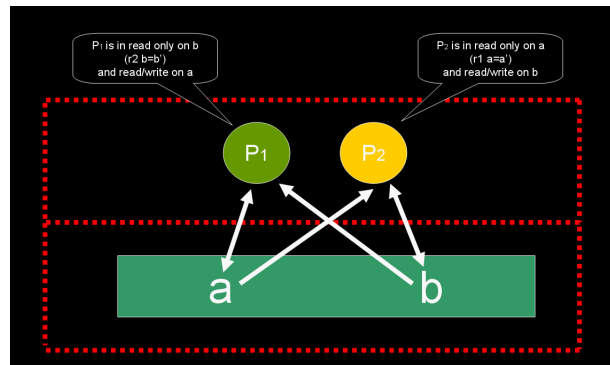 P1 is in read only on b
(r2 b=b')
and read/write on a
P2 is in read only on a
(r1 a=a')
and read/write on b
P1
P2
a
b